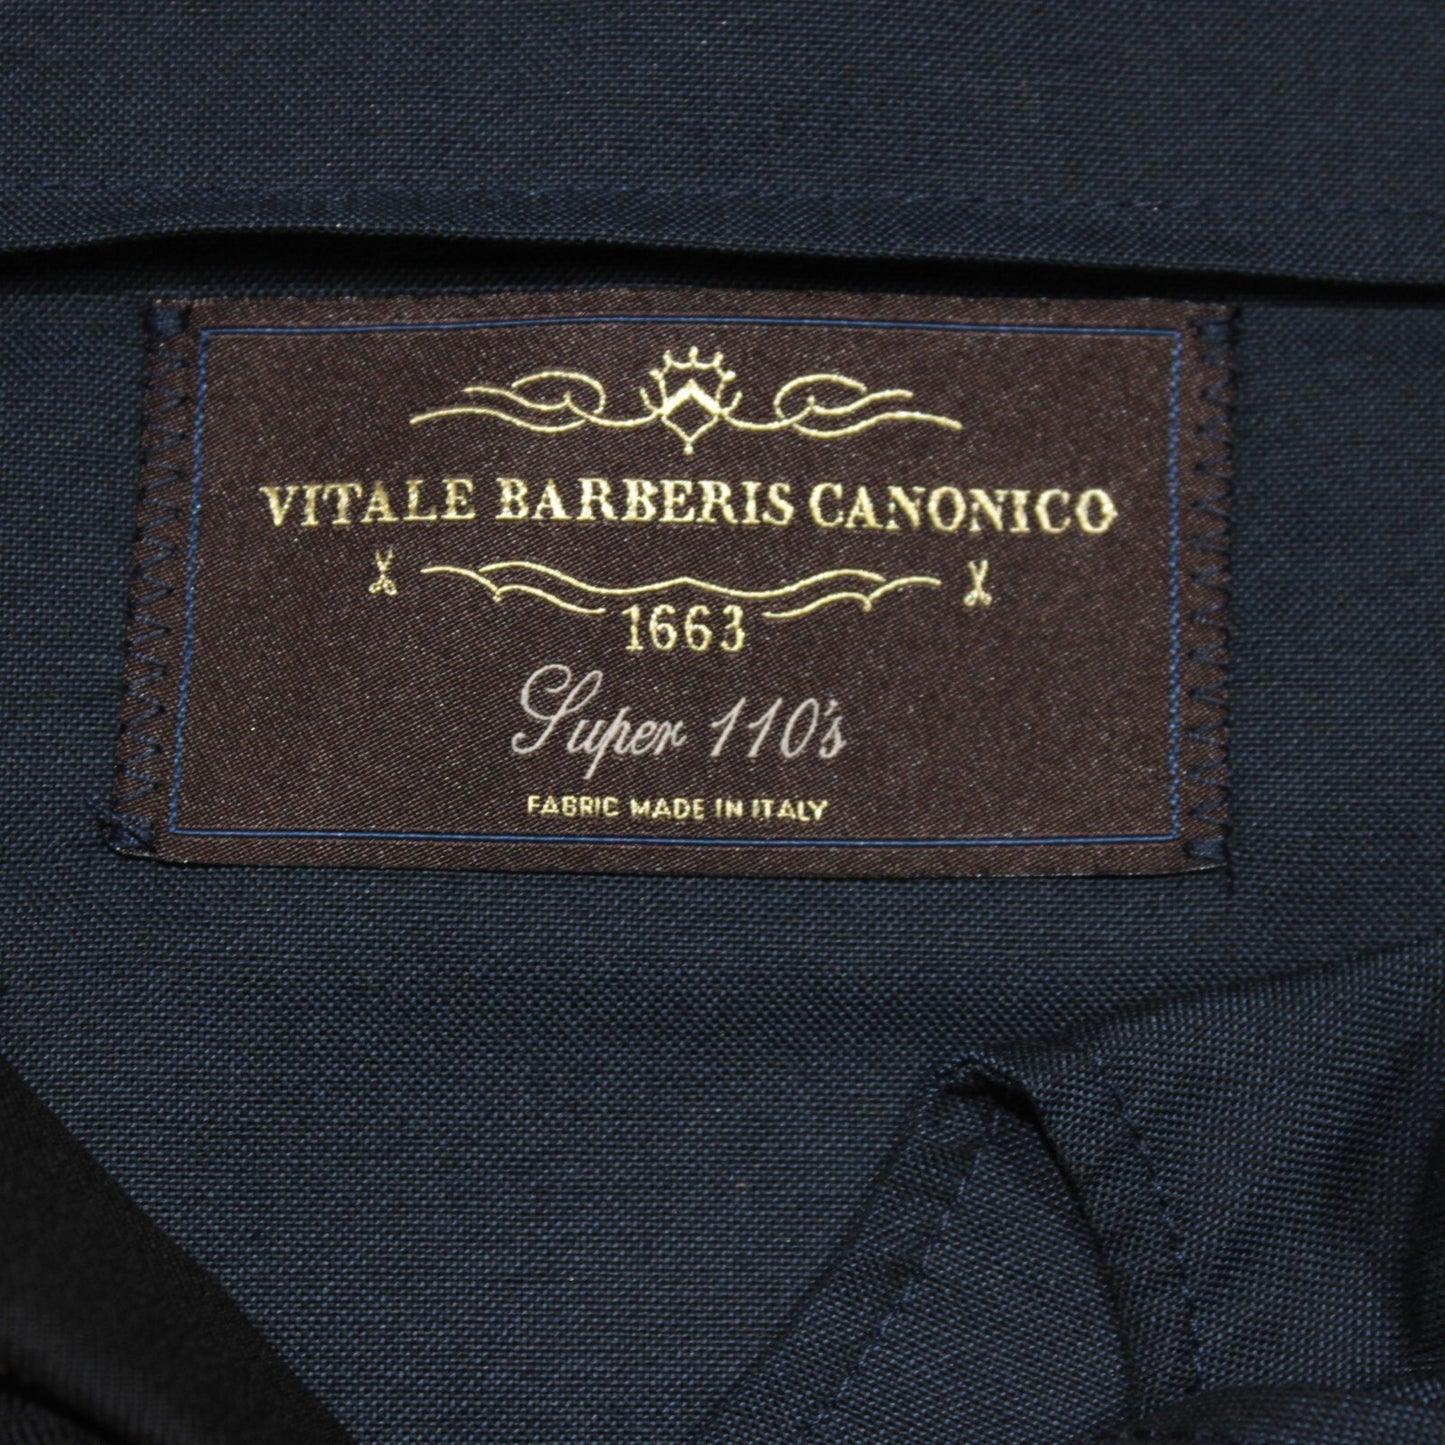 VITALE BARBERIS CANONICO
1663
Super 110's
FABRIC MADE IN ITALY